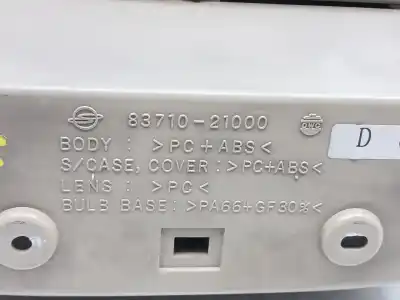 83710-21000
BODY : >PC+ABS<
S/CASE, COVER: >PC+ABS<
LENS : >PC<
BULB BASE: >PA66+GF30%<
D